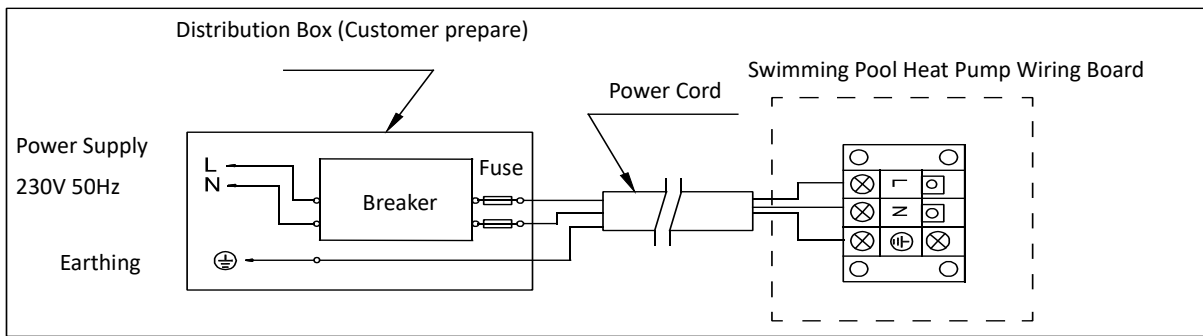 Distribution Box (Customer prepare)
Swimming Pool Heat Pump Wiring Board
Power Cord
Power Supply
230V 50Hz
L
N
Fuse
Breaker
Earthing
L
N